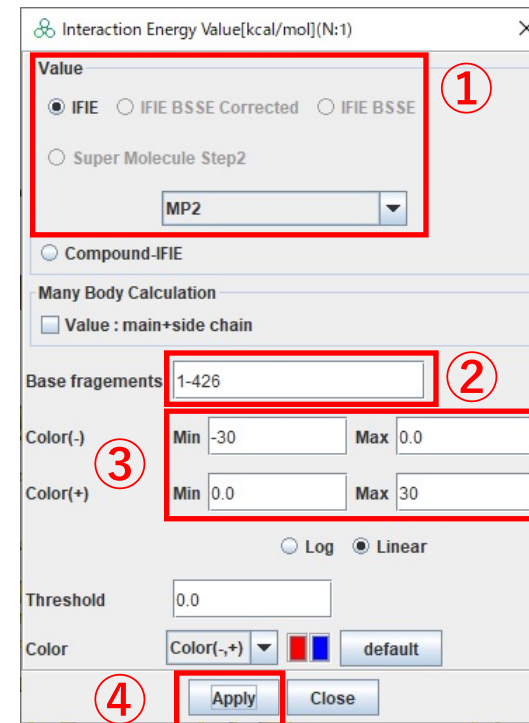 Interaction Energy Value[kcal/mol](N:1)
Value
①
IFIE IFIE BSSE Corrected IFIE BSSE
Super Molecule Step2
MP2
Compound-IFIE
Many Body Calculation
Value : main+side chain
Base fragements 1-426 ②
Color(-) Min -30 Max 0.0
③
Color(+) Min 0.0 Max 30
Log Linear
Threshold 0.0
Color Color(-,+) default
④ Apply Close